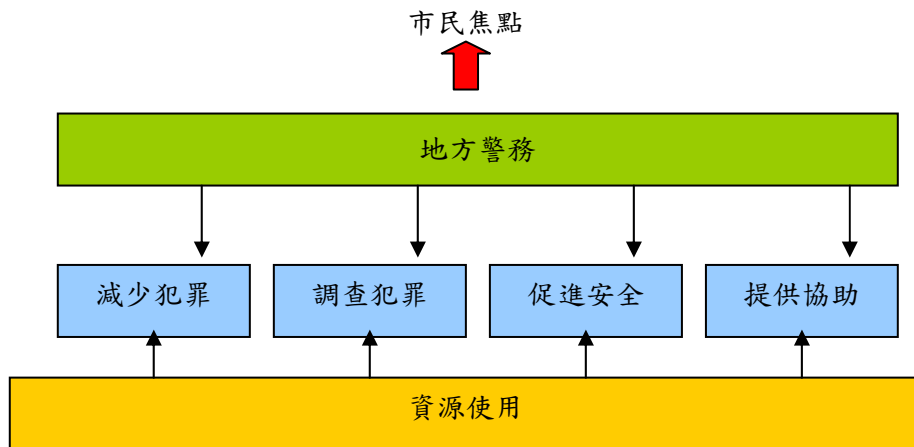 市民焦點
地方警務
減少犯罪
調查犯罪
促進安全
提供協助
資源使用